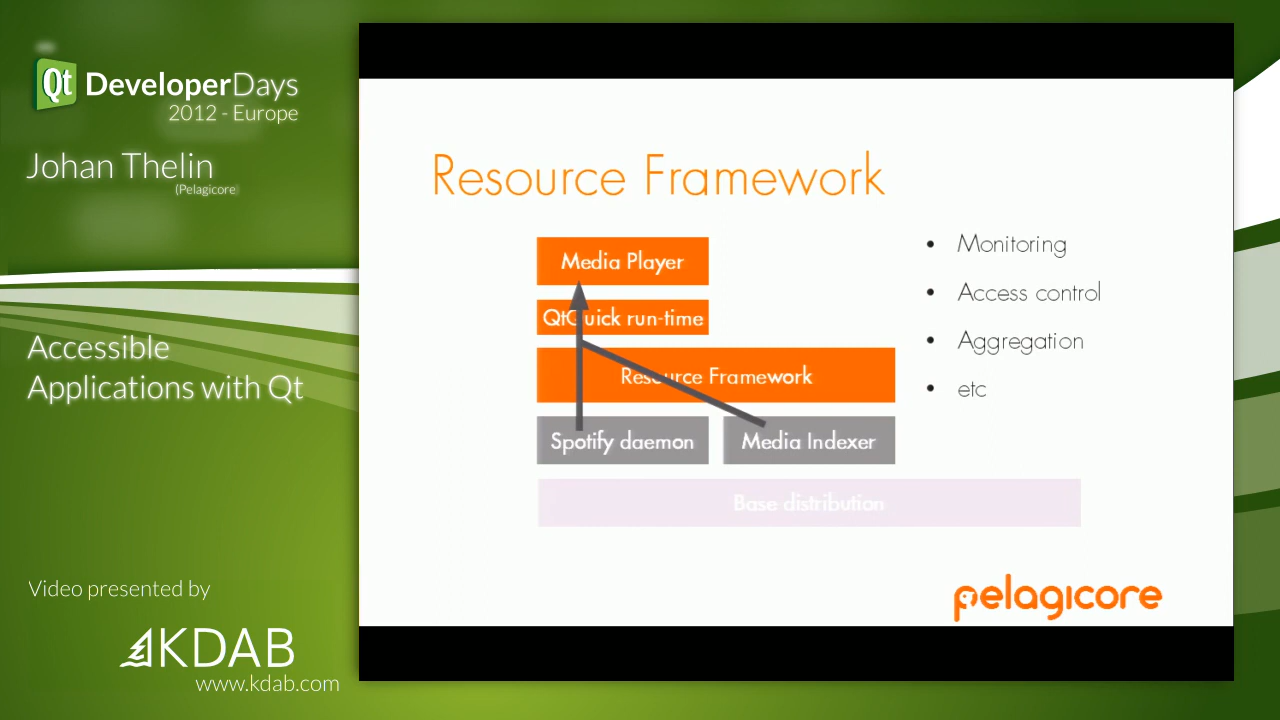 Qt DeveloperDays
2012 - Europe
Johan Thelin
(Pelagicore)
Accessible
Applications with Qt
Video presented by
KDAB
www.kdab.com
Resource Framework
Media Player
QtQuick run-time
Resource Framework
Spotify daemon
Media Indexer
Base distribution
• Monitoring
• Access control
• Aggregation
• etc
pelagicore